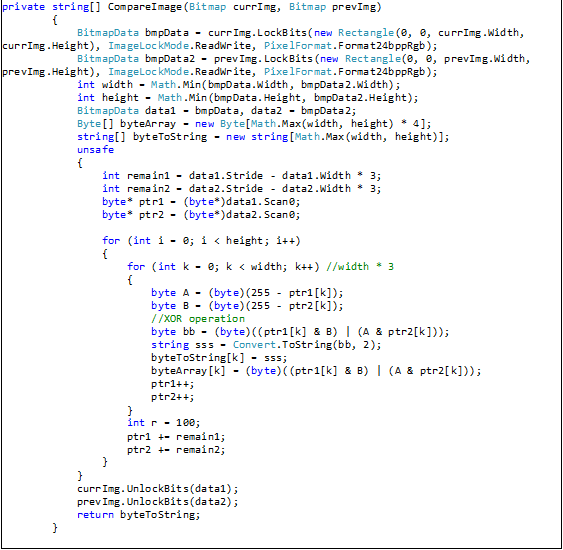 private string[] CompareImage(Bitmap currImg, Bitmap prevImg)
{
BitmapData bmpData = currImg.LockBits(new Rectangle(0, 0, currImg.Width,
currImg.Height), ImageLockMode.ReadWrite, PixelFormat.Format24bppRgb);
BitmapData bmpData2 = prevImg.LockBits(new Rectangle(0, 0, prevImg.Width,
prevImg.Height), ImageLockMode.ReadWrite, PixelFormat.Format24bppRgb);
int width = Math.Min(bmpData.Width, bmpData2.Width);
int height = Math.Min(bmpData.Height, bmpData2.Height);
BitmapData data1 = bmpData, data2 = bmpData2;
Byte[] byteArray = new Byte[Math.Max(width, height) * 4];
string[] byteToString = new string[Math.Max(width, height)];
unsafe
{
int remain1 = data1.Stride - data1.Width * 3;
int remain2 = data2.Stride - data2.Width * 3;
byte* ptr1 = (byte*)data1.Scan0;
byte* ptr2 = (byte*)data2.Scan0;
for (int i = 0; i < height; i++)
{
for (int k = 0; k < width; k++) //width * 3
{
byte A = (byte)(255 - ptr1[k]);
byte B = (byte)(255 - ptr2[k]);
//XOR operation
byte bb = (byte)((ptr1[k] & B) | (A & ptr2[k]));
string sss = Convert.ToString(bb, 2);
byteToString[k] = sss;
byteArray[k] = (byte)((ptr1[k] & B) | (A & ptr2[k]));
ptr1++;
ptr2++;
}
int r = 100;
ptr1 += remain1;
ptr2 += remain2;
}
}
currImg.UnlockBits(data1);
prevImg.UnlockBits(data2);
return byteToString;
}